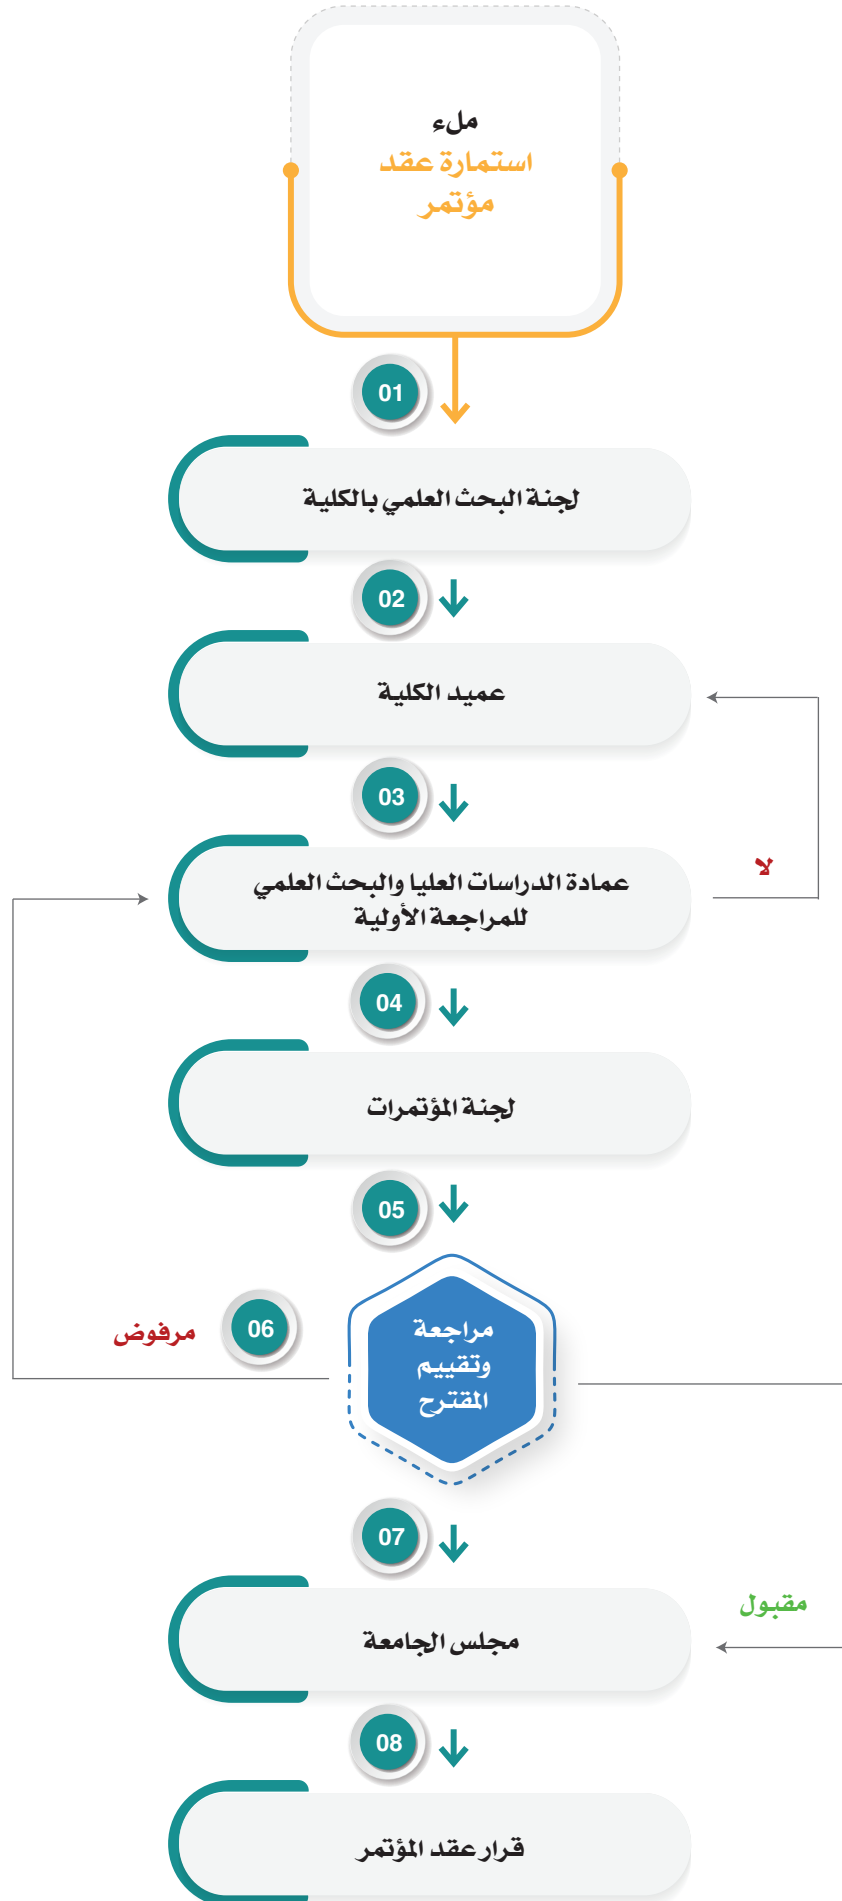 ملء
استمارة عقد
مؤتمر
01
لجنة البحث العلمي بالكلية
02
عميد الكلية
03
لا
عمادة الدراسات العليا والبحث العلمي
للمراجعة الأولية
04
لجنة المؤتمرات
05
مراجعة
وتقييم
المقترح
06
مرفوض
07
مقبول
مجلس الجامعة
08
قرار عقد المؤتمر